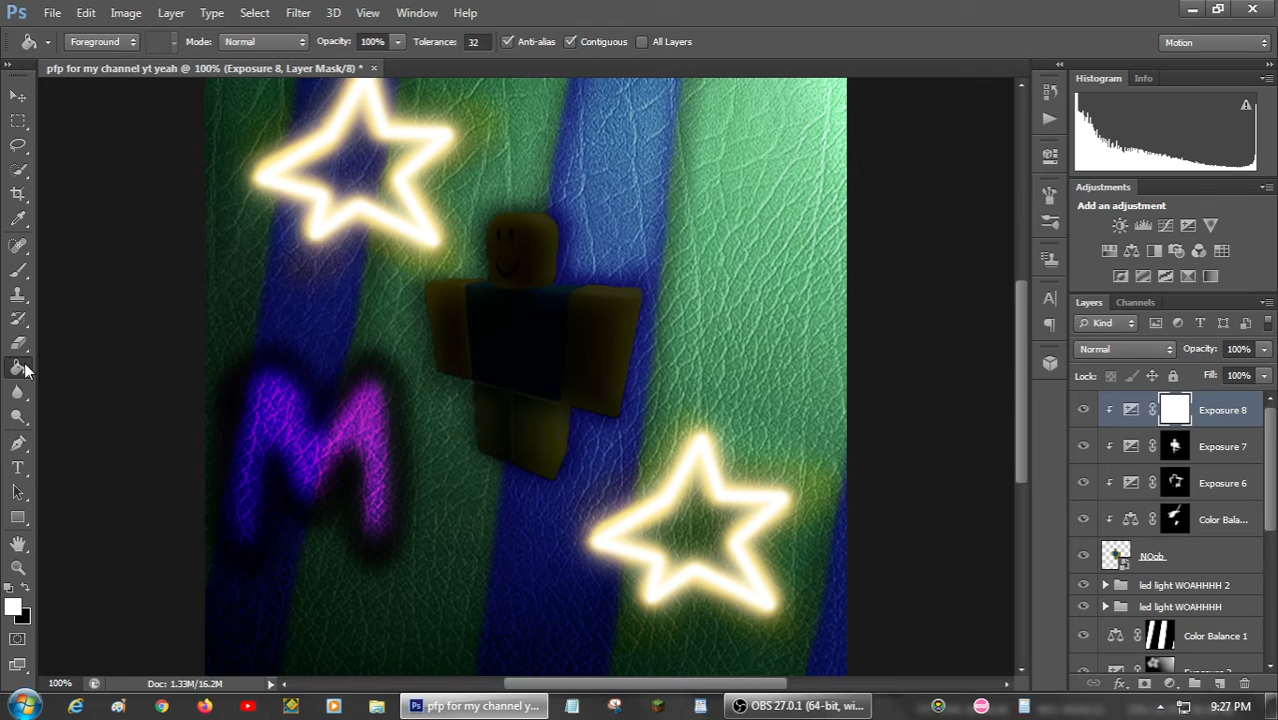 Ps File Edit Image Layer Type Select Filter 3D View Window Help
Foreground Mode: Normal Opacity: 100% Tolerance: 32 Anti-alias Contiguous All Layers Motion
pfp for my channel yt yeah @ 100% (Exposure 8, Layer Mask/8) *
Histogram Info
Adjustments
Add an adjustment
Layers Channels
Kind
Normal Opacity: 100%
Lock: Fill: 100%
Exposure 8
Exposure 7
Exposure 6
Color Bala...
NOob
led light WOAHHHH 2
led light WOAHHHH
Color Balance 1
M
100% Doc: 1.33M/16.2M
pfp for my channel y... OBS 27.0.1 (64-bit, wi... 9:27 PM